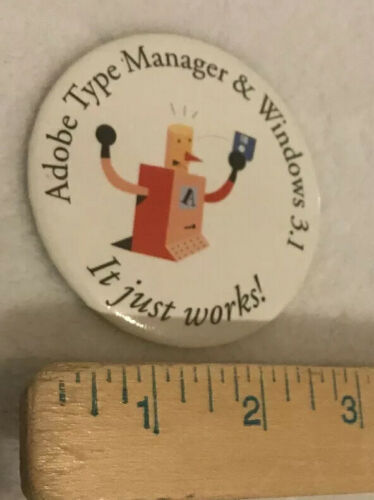 Adobe Type Manager & Windows 3.1
A
It just works!
1 2 3